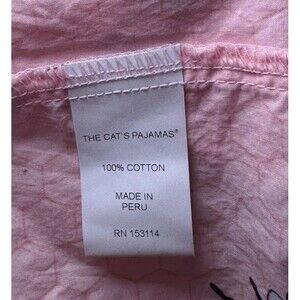 THE CAT'S PAJAMAS®
100% COTTON
MADE IN
PERU
RN 153114